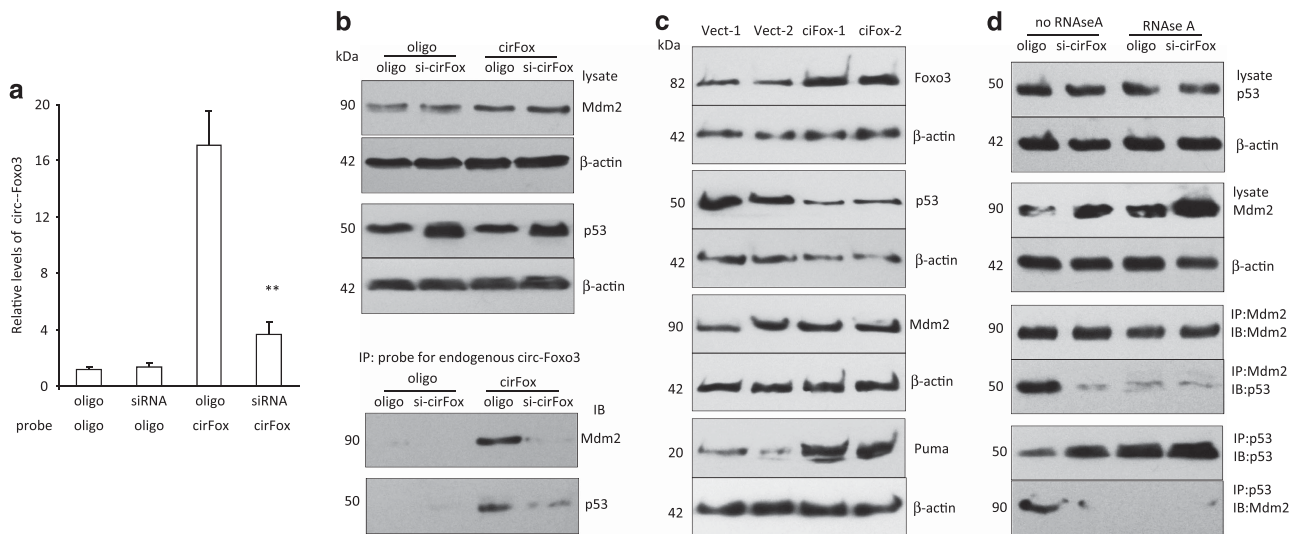 a
20
16
12
8
4
0
Relative levels of circ--Foxo3
**
oligo siRNA oligo siRNA
probe oligo oligo cirFox cirFox
b
kDa
oligo cirFox
oligo si-cirFox oligo si-cirFox
lysate
90 Mdm2
42 β-actin
50 p53
42 β-actin
IP: probe for endogenous circ-Foxo3
oligo cirFox
oligo si-cirFox oligo si-cirFox
IB
90 Mdm2
50 p53
c
kDa
Vect-1 Vect-2 ciFox-1 ciFox-2
82 Foxo3
42 β-actin
50 p53
42 β-actin
90 Mdm2
42 β-actin
20 Puma
42 β-actin
d
no RNAseA RNAse A
oligo si-cirFox oligo si-cirFox
lysate
50 p53
42 β-actin
lysate
90 Mdm2
42 β-actin
IP:Mdm2
90 IB:Mdm2
IP:Mdm2
50 IB:p53
IP:p53
50 IB:p53
IP:p53
90 IB:Mdm2